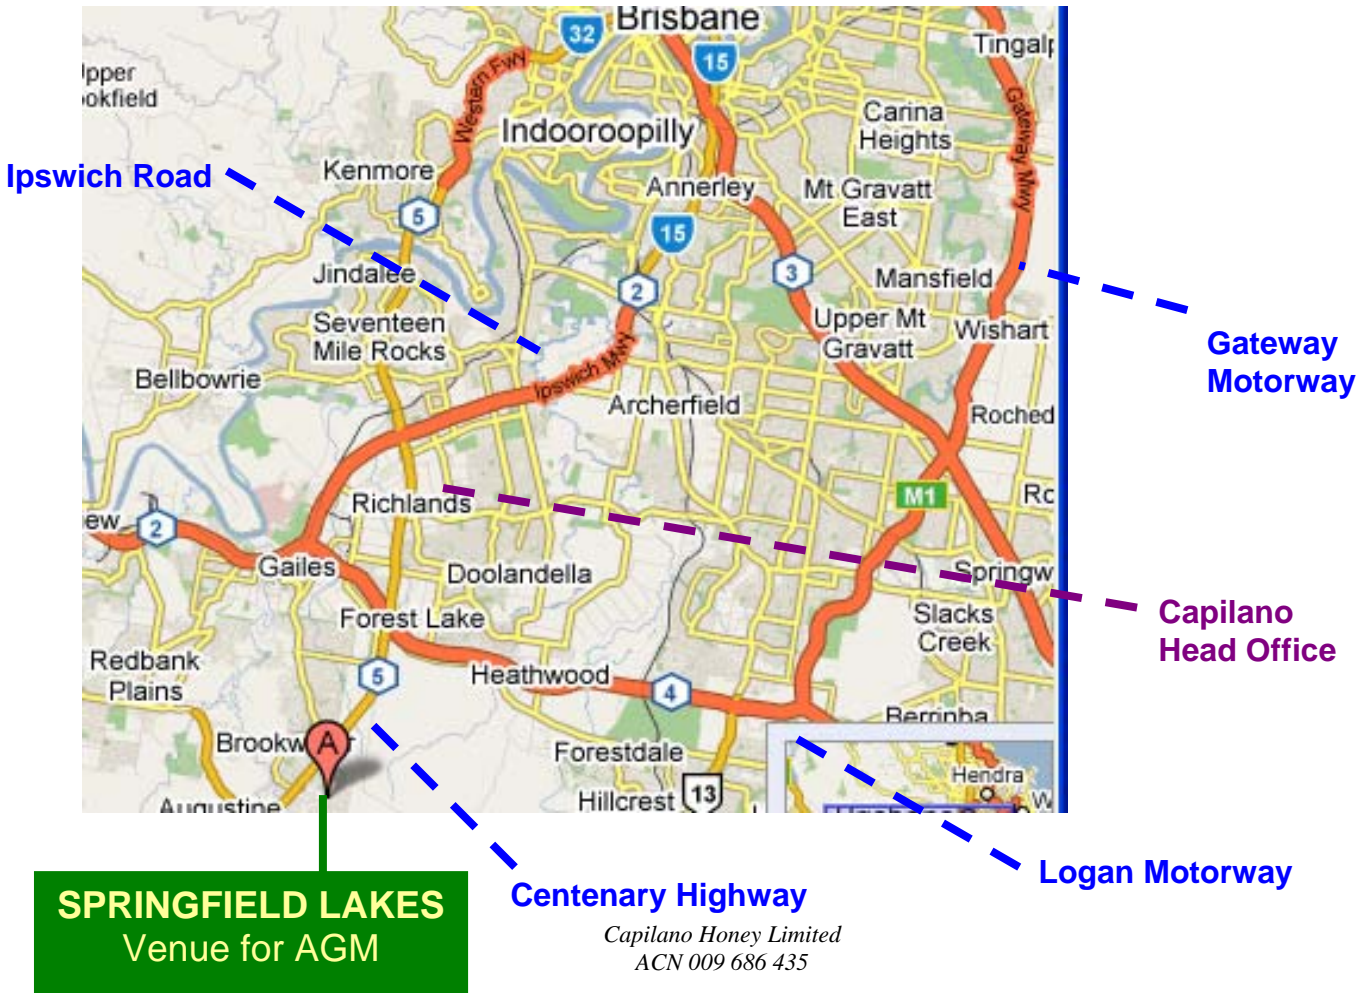 Brisbane
32
15
Tingalp
Upper
ookfield
Western Fwy
Gateway Mwy
Carina
Heights
Indooroopilly
Ipswich Road
Kenmore
Annerley
Mt Gravatt
East
5
15
Jindalee
2
3
Mansfield
Seventeen
Mile Rocks
Upper Mt
Gravatt
Wishart
Gateway
Motorway
Bellbowrie
Ipswich Mwy
Archerfield
Roched
Richlands
M1
Rc
ew
2
Gailes
Doolandella
Springw
Forest Lake
Slacks
Creek
Capilano
Head Office
Redbank
Plains
5
Heathwood
4
Berrinba
Brookw
A
r
Forestdale
Hendra
Augustine
Hillcrest
13
W
SPRINGFIELD LAKES
Venue for AGM
Centenary Highway
Logan Motorway
Capilano Honey Limited
ACN 009 686 435